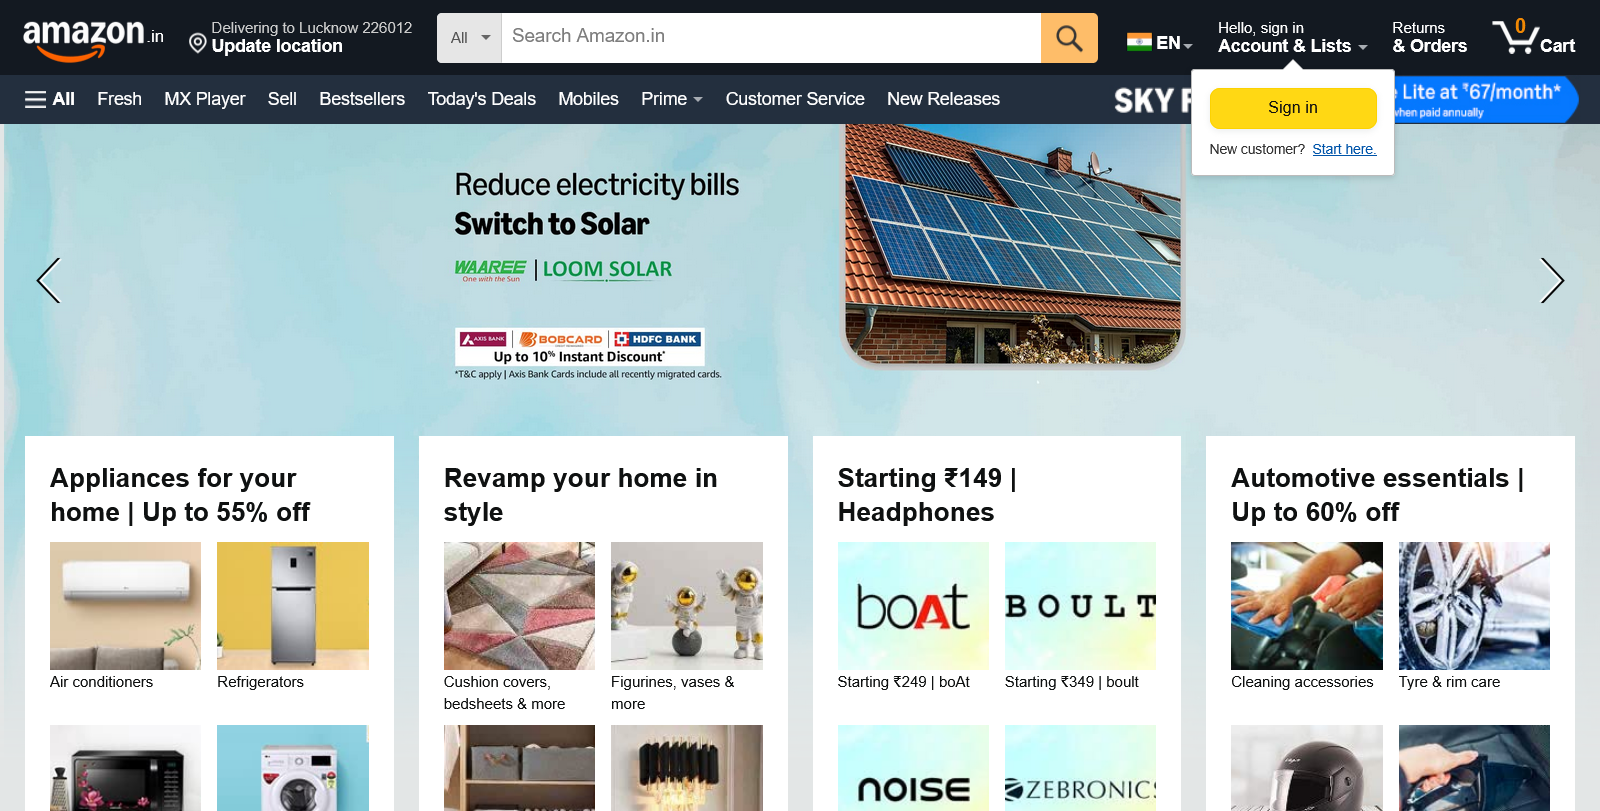 amazon.in
Delivering to Lucknow 226012
Update location
All
Search Amazon.in
EN
Hello, sign in
Account & Lists
Returns
& Orders
0
Cart
All
Fresh
MX Player
Sell
Bestsellers
Today's Deals
Mobiles
Prime
Customer Service
New Releases
SKY
Lite at ₹67/month*
when paid annually
Sign in
New customer? Start here.
Reduce electricity bills
Switch to Solar
WAAREE
One with the Sun
LOOM SOLAR
AXIS BANK
BOBCARD
HDFC BANK
Up to 10% Instant Discount*
*T&C apply | Axis Bank Cards include all recently migrated cards.
Appliances for your
home | Up to 55% off
Air conditioners
Refrigerators
Revamp your home in
style
Cushion covers,
bedsheets & more
Figurines, vases &
more
Starting ₹149 |
Headphones
boAt
BOULT
Starting ₹249 | boAt
Starting ₹349 | boult
NOISE
ZEBRONICS
Automotive essentials |
Up to 60% off
Cleaning accessories
Tyre & rim care